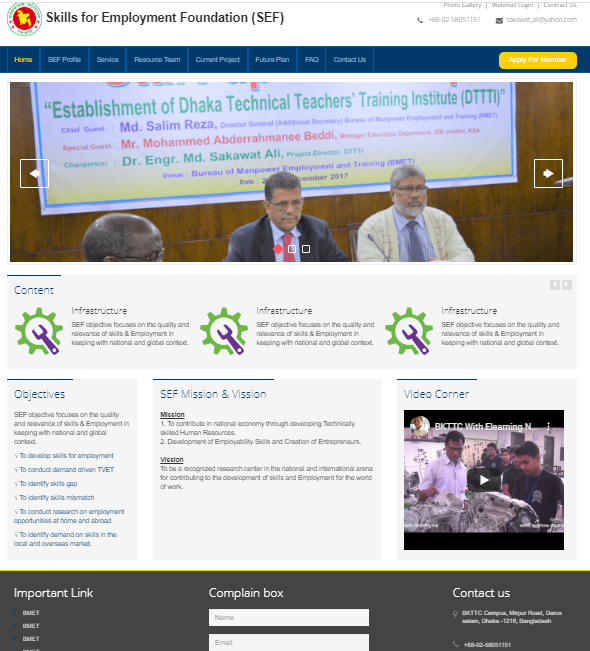 Photo Gallery | Webmail Login | Contract Us
Skills for Employment Foundation (SEF)
+88-02-58051151 sakawat_ali@yahoo.com
Home SEF Profile Service Resource Team Current Project Future Plan FAQ Contact Us Apply For Member
“Establishment of Dhaka Technical Teachers' Training Institute (DTTTI)”
Chief Guest : Md. Salim Reza, Director General (Additional Secretary) Bureau of Manpower Employment and Training (BMET)
Special Guest : Mr. Mohammed Abderrahmanee Beddi, Manager Education Department, IDB Jeddah, KSA
Chairperson : Dr. Engr. Md. Sakawat Ali, Project Director, DTTTI
Venue : Bureau of Manpower Employment and Training (BMET)
Date : 2 December 2017
Content
Infrastructure
SEF objective focuses on the quality and
relevance of skills & Employment in
keeping with national and global context.
Infrastructure
SEF objective focuses on the quality and
relevance of skills & Employment in
keeping with national and global context.
Infrastructure
SEF objective focuses on the quality and
relevance of skills & Employment in
keeping with national and global context.
Objectives
SEF objective focuses on the quality
and relevance of skills & Employment in
keeping with national and global
context.
√ To develop skills for employment
√ To conduct demand driven TVET
√ To identify skills gap
√ To identify skills mismatch
√ To conduct research on employment
opportunities at home and abroad
√ To identify demand on skills in the
local and overseas market.
SEF Mission & Vission
Mission
1. To contribute in national economy through developing Technically
skilled Human Resources.
2. Development of Employability Skills and Creation of Entrepreneurs.
Vission
To be a recognized research center in the national and international arena
for contributing to the development of skills and Employment for the world
of work.
Video Corner
BKTTC With Elearning N...
Important Link
BMET
BMET
BMET
BMET
Complain box
Name
Email
Contact us
BKTTC Campus, Mirpur Road, Darus
salam, Dhaka -1216, Bangladesh
+88-02-58051151